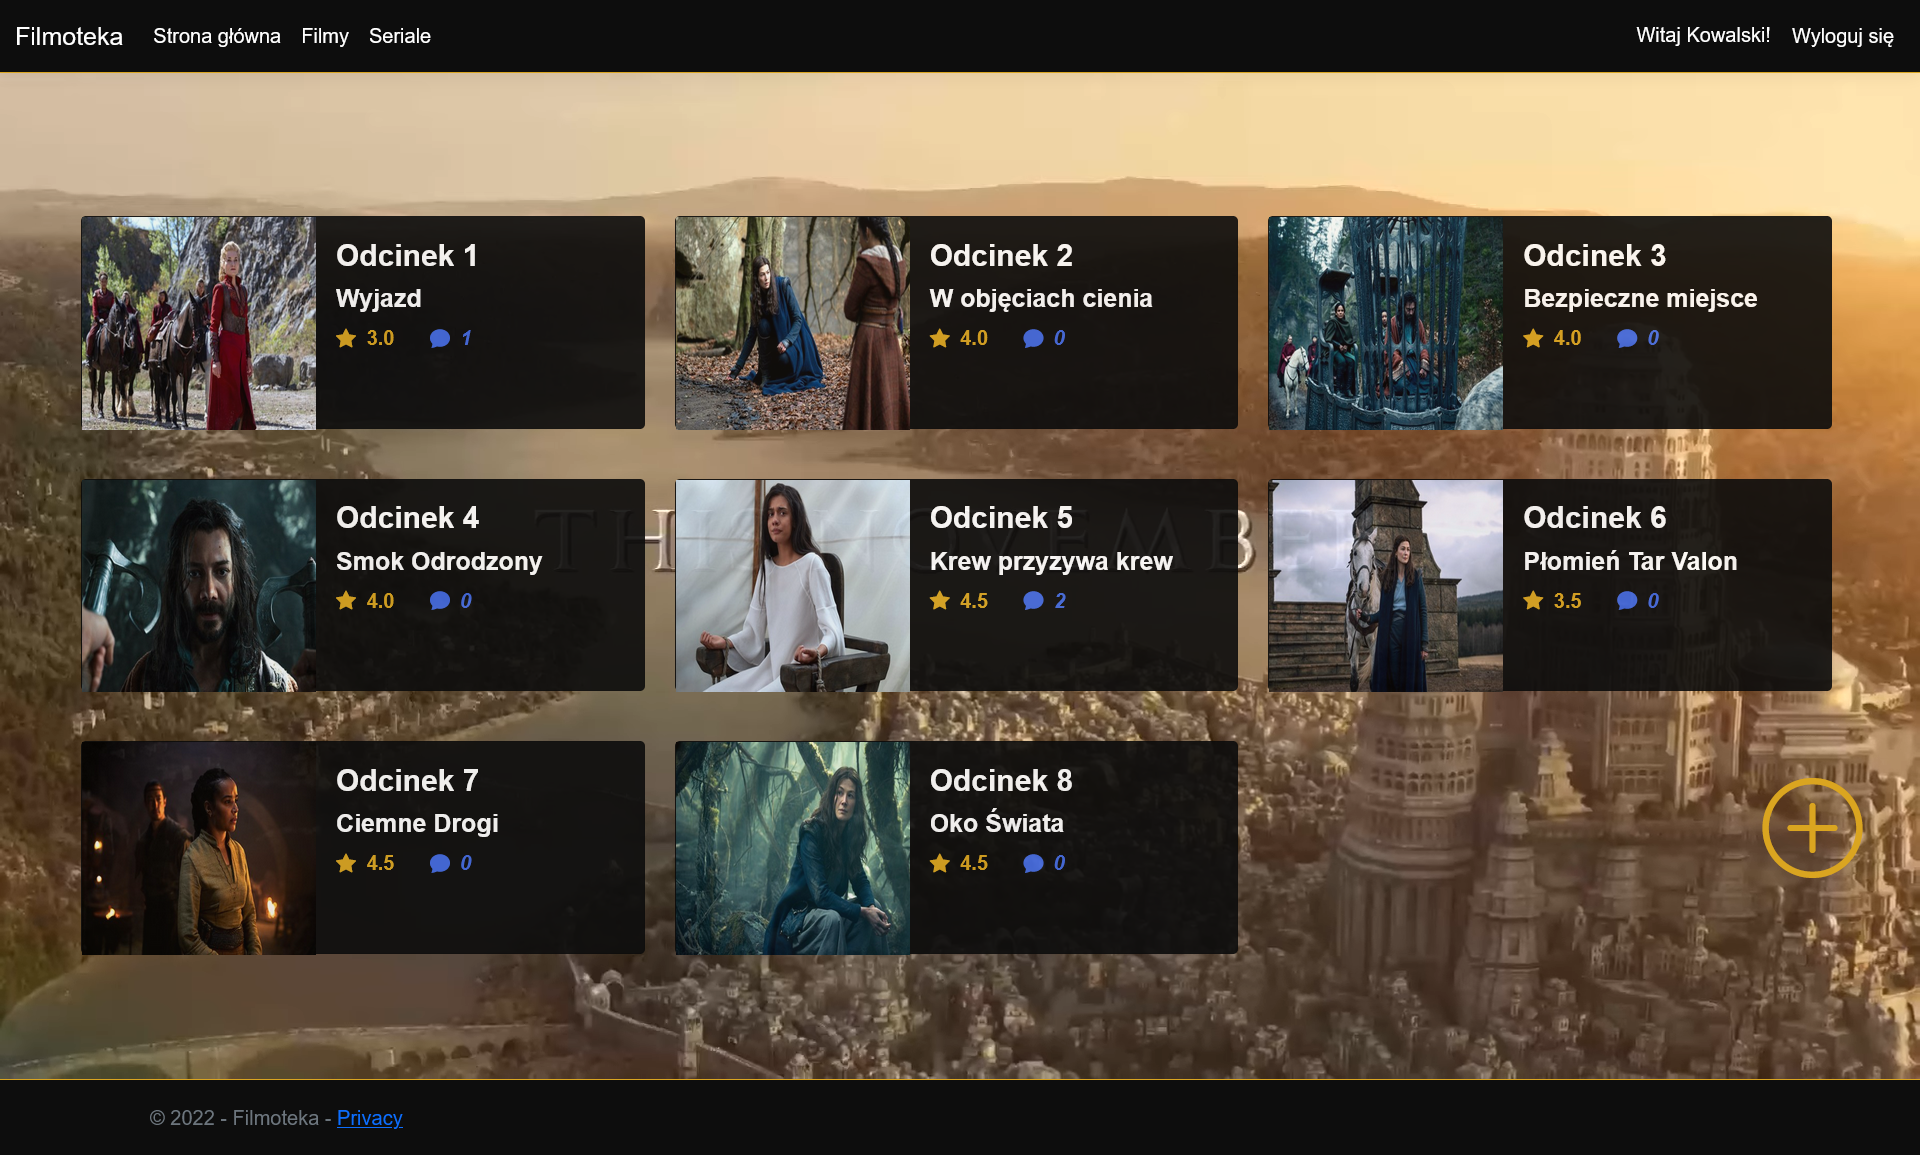 Filmoteka Strona główna Filmy Seriale Witaj Kowalski! Wyloguj się
Odcinek 1
Wyjazd
3.0 1
Odcinek 2
W objęciach cienia
4.0 0
Odcinek 3
Bezpieczne miejsce
4.0 0
Odcinek 4
Smok Odrodzony
4.0 0
Odcinek 5
Krew przyzywa krew
4.5 2
Odcinek 6
Płomień Tar Valon
3.5 0
THIS NOVEMBER
Odcinek 7
Ciemne Drogi
4.5 0
Odcinek 8
Oko Świata
4.5 0
© 2022 - Filmoteka - Privacy